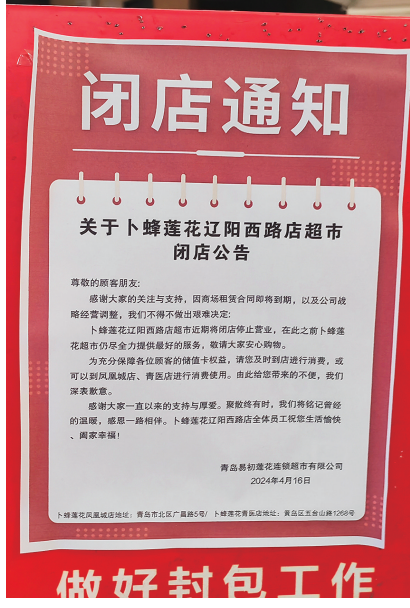 闭店通知
关于卜蜂莲花辽阳西路店超市
闭店公告
尊敬的顾客朋友:
感谢大家的关注与支持,因商场租赁合同即将到期,以及公司战
略经营调整,我们不得不做出艰难决定:
卜蜂莲花辽阳西路店超市近期将闭店停止营业,在此之前卜蜂莲
花超市仍尽全力提供最好的服务,敬请大家安心购物。
为充分保障各位顾客的储值卡权益,请您及时到店进行消费,或
可以到凤凰城店、青医店进行消费使用。由此给您带来的不便,我们
深表歉意。
感谢大家一直以来的支持与厚爱。聚散终有时,我们将铭记曾经
的温暖,感恩一路相伴。卜蜂莲花辽阳西路店全体员工祝您生活愉快
、阖家幸福!
青岛易初莲花连锁超市有限公司
2024年4月16日
卜蜂莲花凤凰城店地址:青岛市北区广昌路5号/ 卜蜂莲花青医店地址:黄岛区五台山路1268号
做好封包工作